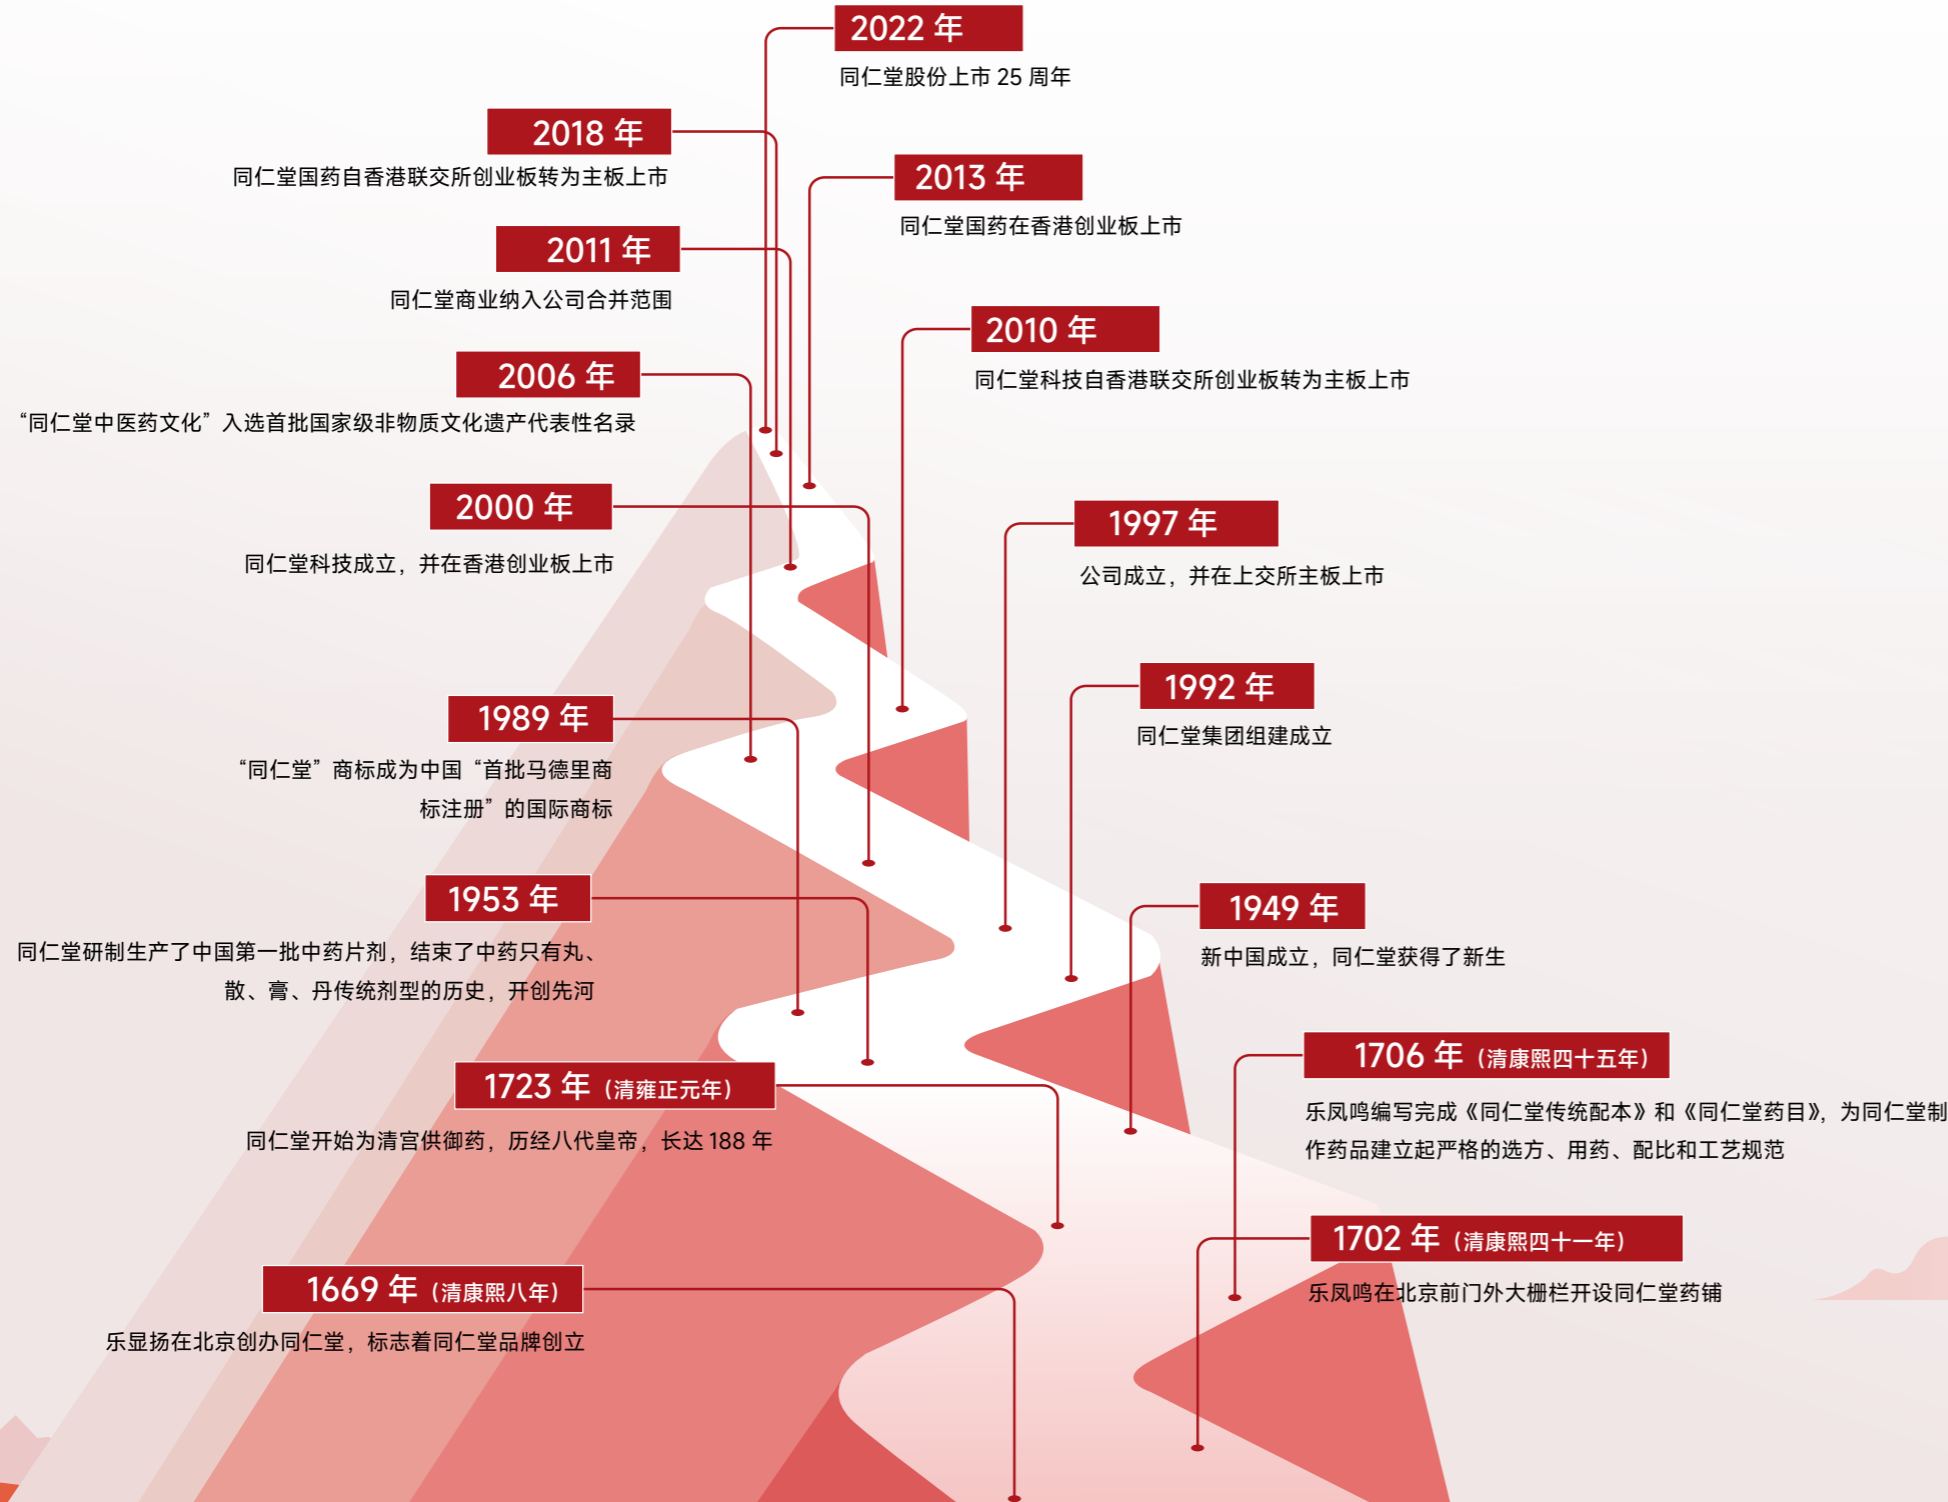 2022 年
同仁堂股份上市 25 周年
2018 年
同仁堂国药自香港联交所创业板转为主板上市
2013 年
同仁堂国药在香港创业板上市
2011 年
同仁堂商业纳入公司合并范围
2010 年
同仁堂科技自香港联交所创业板转为主板上市
2006 年
“同仁堂中医药文化”入选首批国家级非物质文化遗产代表性名录
2000 年
同仁堂科技成立，并在香港创业板上市
1997 年
公司成立，并在上交所主板上市
1992 年
同仁堂集团组建成立
1989 年
“同仁堂”商标成为中国“首批马德里商
标注册”的国际商标
1953 年
同仁堂研制生产了中国第一批中药片剂，结束了中药只有丸、
散、膏、丹传统剂型的历史，开创先河
1949 年
新中国成立，同仁堂获得了新生
1723 年（清雍正元年）
同仁堂开始为清宫供御药，历经八代皇帝，长达 188 年
1706 年（清康熙四十五年）
乐凤鸣编写完成《同仁堂传统配本》和《同仁堂药目》，为同仁堂制
作药品建立起严格的选方、用药、配比和工艺规范
1702 年（清康熙四十一年）
乐凤鸣在北京前门外大栅栏开设同仁堂药铺
1669 年（清康熙八年）
乐显扬在北京创办同仁堂，标志着同仁堂品牌创立